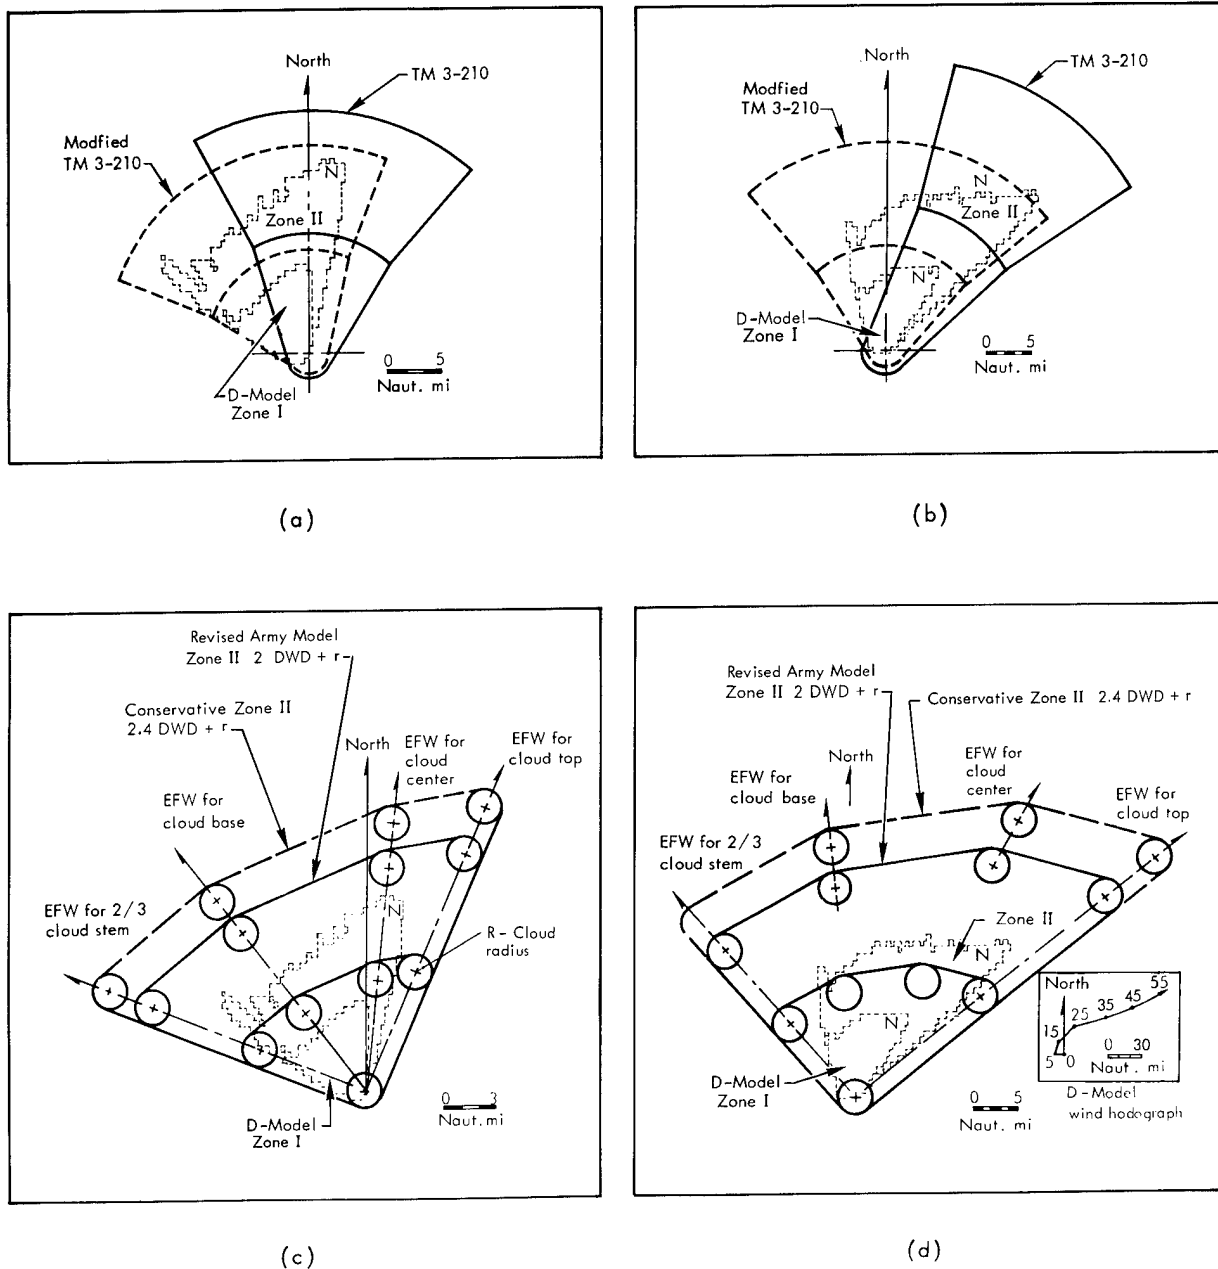 North
TM 3-210
Modfied
TM 3-210
N
Zone II
0 5
Naut. mi
D-Model
Zone I
(a)
North
TM 3-210
Modified
TM 3-210
N
Zone II
N
D-Model
Zone I
0 5
Naut. mi
(b)
Revised Army Model
Zone II 2 DWD + r
Conservative Zone II
2.4 DWD + r
North
EFW for
cloud
center
EFW for
cloud top
EFW for
cloud base
EFW for 2/3
cloud stem
N
R - Cloud
radius
N
D-Model
Zone I
0 3
Naut. mi
(c)
Revised Army Model
Zone II 2 DWD + r
Conservative Zone II 2.4 DWD + r
North
EFW for
cloud
center
EFW for
cloud base
EFW for
cloud top
EFW for 2/3
cloud stem
Zone II
N
N
D-Model
Zone I
0 5
Naut. mi
North
55
45
35
25
15
5 0
0 30
Naut. mi
D-Model
wind hodograph
(d)